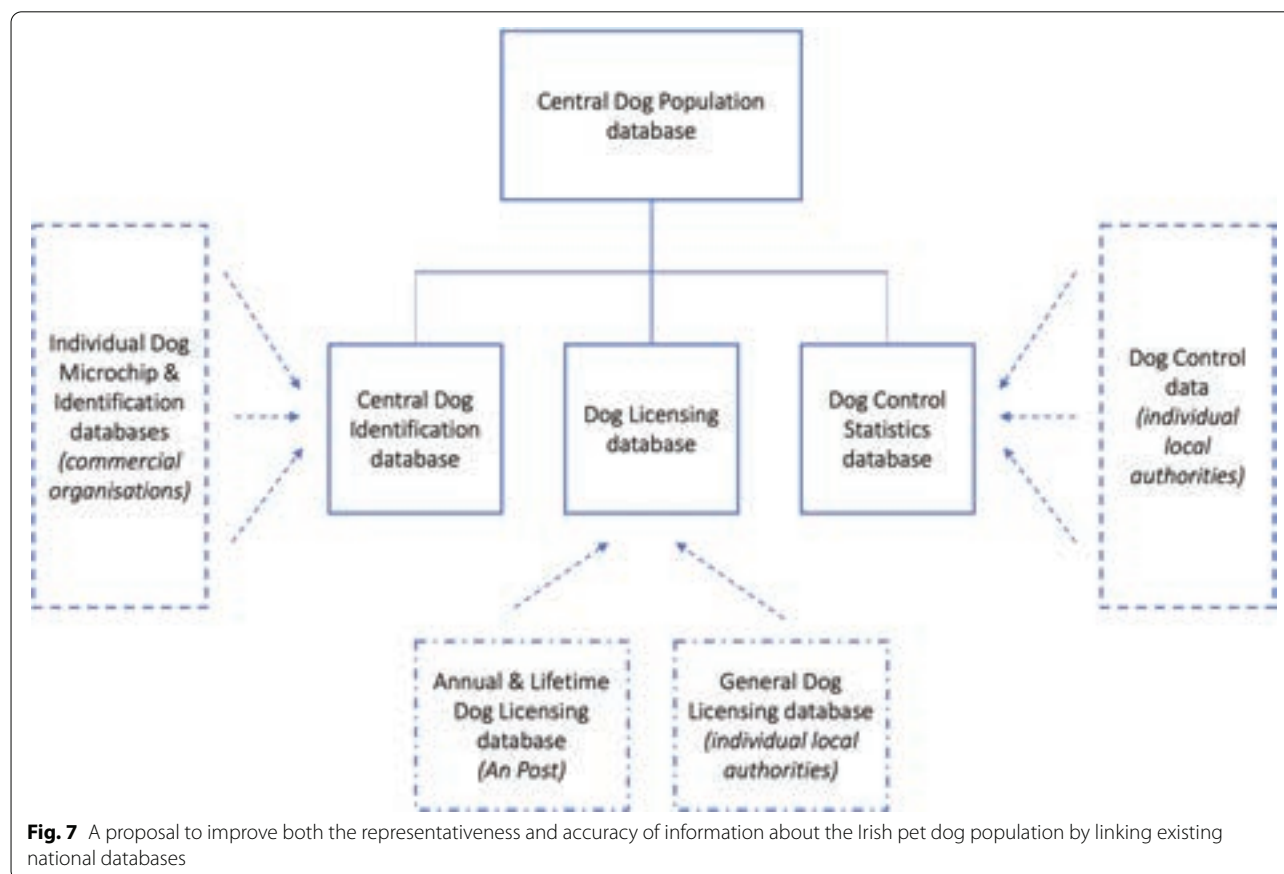 Central Dog Population
database
Individual Dog
Microchip &
Identification
databases
(commercial
organisations)
Central Dog
Identification
database
Dog Licensing
database
Dog Control
Statistics
database
Dog Control
data
(individual
local
authorities)
Annual & Lifetime
Dog Licensing
database
(An Post)
General Dog
Licensing database
(individual local
authorities)
Fig. 7 A proposal to improve both the representativeness and accuracy of information about the Irish pet dog population by linking existing
national databases